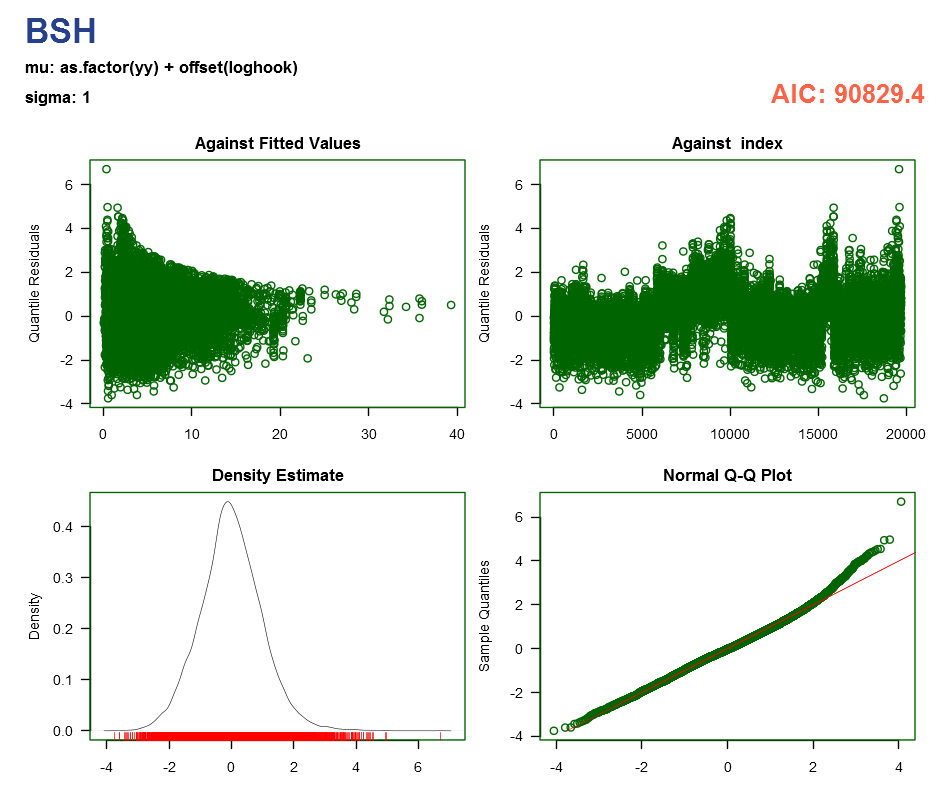 BSH
mu: as.factor(yy) + offset(loghook)
sigma: 1
AIC: 90829.4
Against Fitted Values
Quantile Residuals
6
4
2
0
-2
-4
0 10 20 30 40
Against index
Quantile Residuals
6
4
2
0
-2
-4
0 5000 10000 15000 20000
Density Estimate
Density
0.4
0.3
0.2
0.1
0.0
-4 -2 0 2 4 6
Normal Q-Q Plot
Sample Quantiles
6
4
2
0
-2
-4
-4 -2 0 2 4